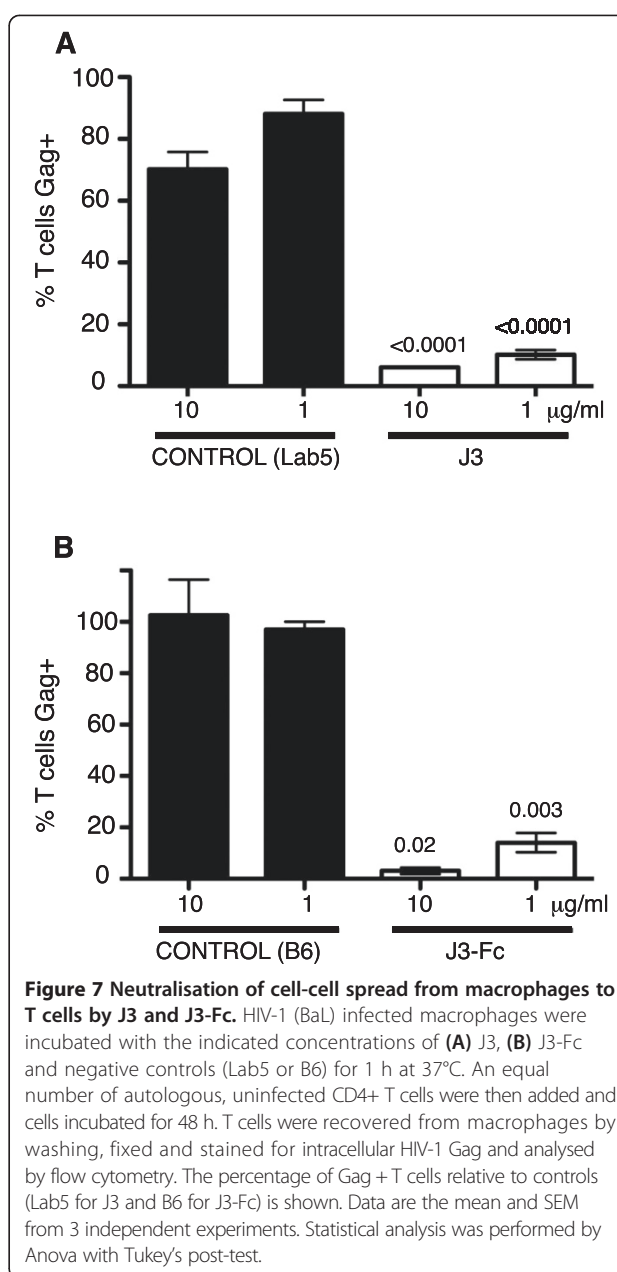 A
100
80
60
40
20
0
% T cells Gag+
<0.0001
<0.0001
10 1 10 1 µg/ml
CONTROL (Lab5) J3
B
100
80
60
40
20
0
% T cells Gag+
0.02
0.003
10 1 10 1 µg/ml
CONTROL (B6) J3-Fc
Figure 7 Neutralisation of cell-cell spread from macrophages to
T cells by J3 and J3-Fc. HIV-1 (BaL) infected macrophages were
incubated with the indicated concentrations of (A) J3, (B) J3-Fc
and negative controls (Lab5 or B6) for 1 h at 37°C. An equal
number of autologous, uninfected CD4+ T cells were then added and
cells incubated for 48 h. T cells were recovered from macrophages by
washing, fixed and stained for intracellular HIV-1 Gag and analysed
by flow cytometry. The percentage of Gag + T cells relative to controls
(Lab5 for J3 and B6 for J3-Fc) is shown. Data are the mean and SEM
from 3 independent experiments. Statistical analysis was performed by
Anova with Tukey's post-test.